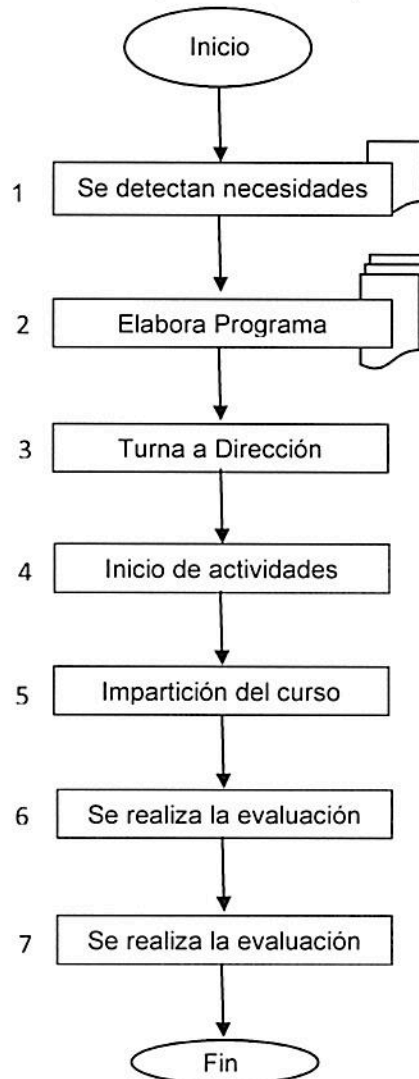 Inicio
1 Se detectan necesidades
2 Elabora Programa
3 Turna a Dirección
4 Inicio de actividades
5 Impartición del curso
6 Se realiza la evaluación
7 Se realiza la evaluación
Fin